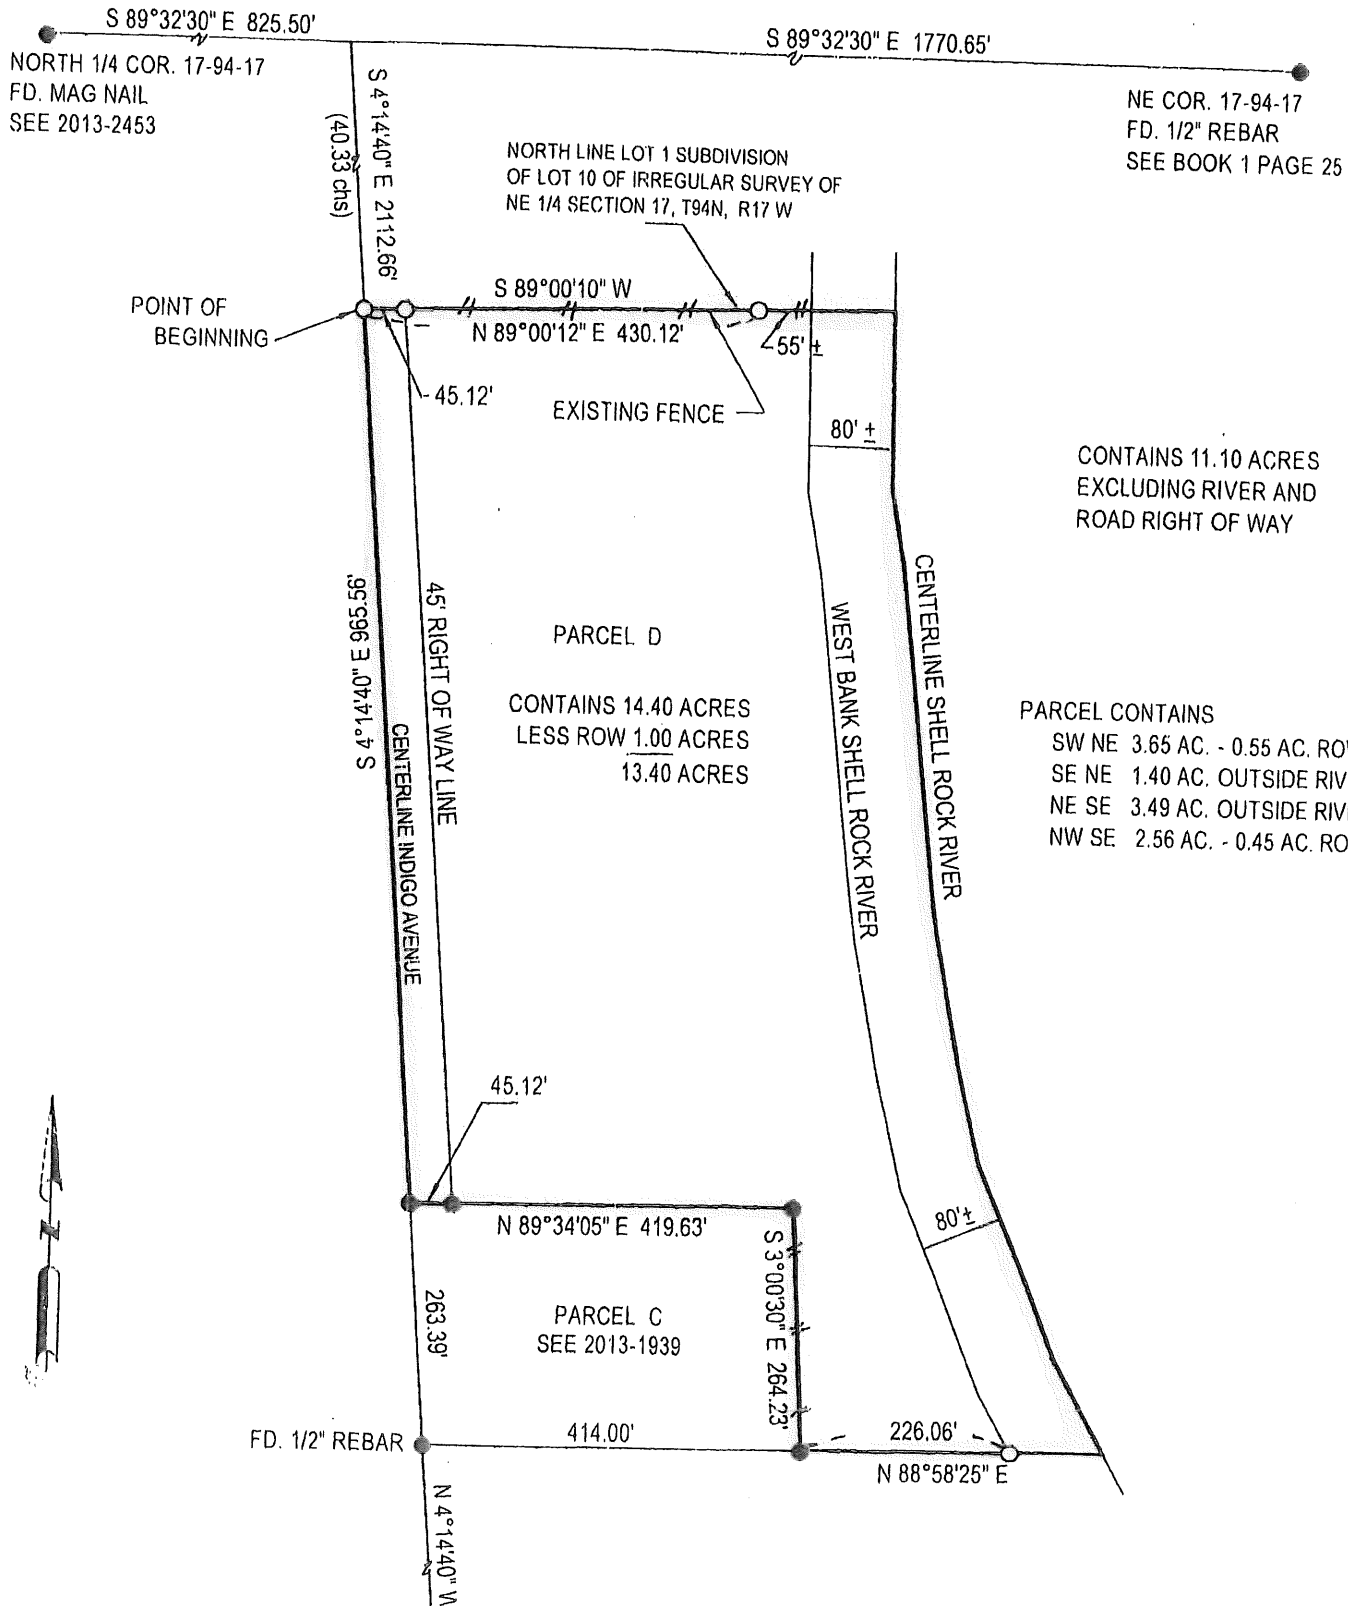 S 89°32'30" E 825.50'
S 89°32'30" E 1770.65'
NORTH 1/4 COR. 17-94-17
FD. MAG NAIL
SEE 2013-2453
NE COR. 17-94-17
FD. 1/2" REBAR
SEE BOOK 1 PAGE 25
S 4°14'40" E 2112.66'
(40.33 chs)
NORTH LINE LOT 1 SUBDIVISION
OF LOT 10 OF IRREGULAR SURVEY OF
NE 1/4 SECTION 17, T94N, R17 W
POINT OF
BEGINNING
S 89°00'10" W
N 89°00'12" E 430.12'
55' ±
45.12'
EXISTING FENCE
80' ±
CONTAINS 11.10 ACRES
EXCLUDING RIVER AND
ROAD RIGHT OF WAY
S 4°14'40" E 965.56'
CENTERLINE INDIGO AVENUE
45' RIGHT OF WAY LINE
PARCEL D
CONTAINS 14.40 ACRES
LESS ROW 1.00 ACRES
13.40 ACRES
WEST BANK SHELL ROCK RIVER
CENTERLINE SHELL ROCK RIVER
PARCEL CONTAINS
SW NE 3.65 AC. - 0.55 AC.
SE NE 1.40 AC. OUTSIDE
NE SE 3.49 AC. OUTSIDE
NW SE 2.56 AC. - 0.45 AC.
45.12'
N 89°34'05" E 419.63'
80'±
N
263.39'
PARCEL C
SEE 2013-1939
S 3°00'30" E 264.23'
FD. 1/2" REBAR
414.00'
226.06'
N 88°58'25" E
N 4°14'40" W